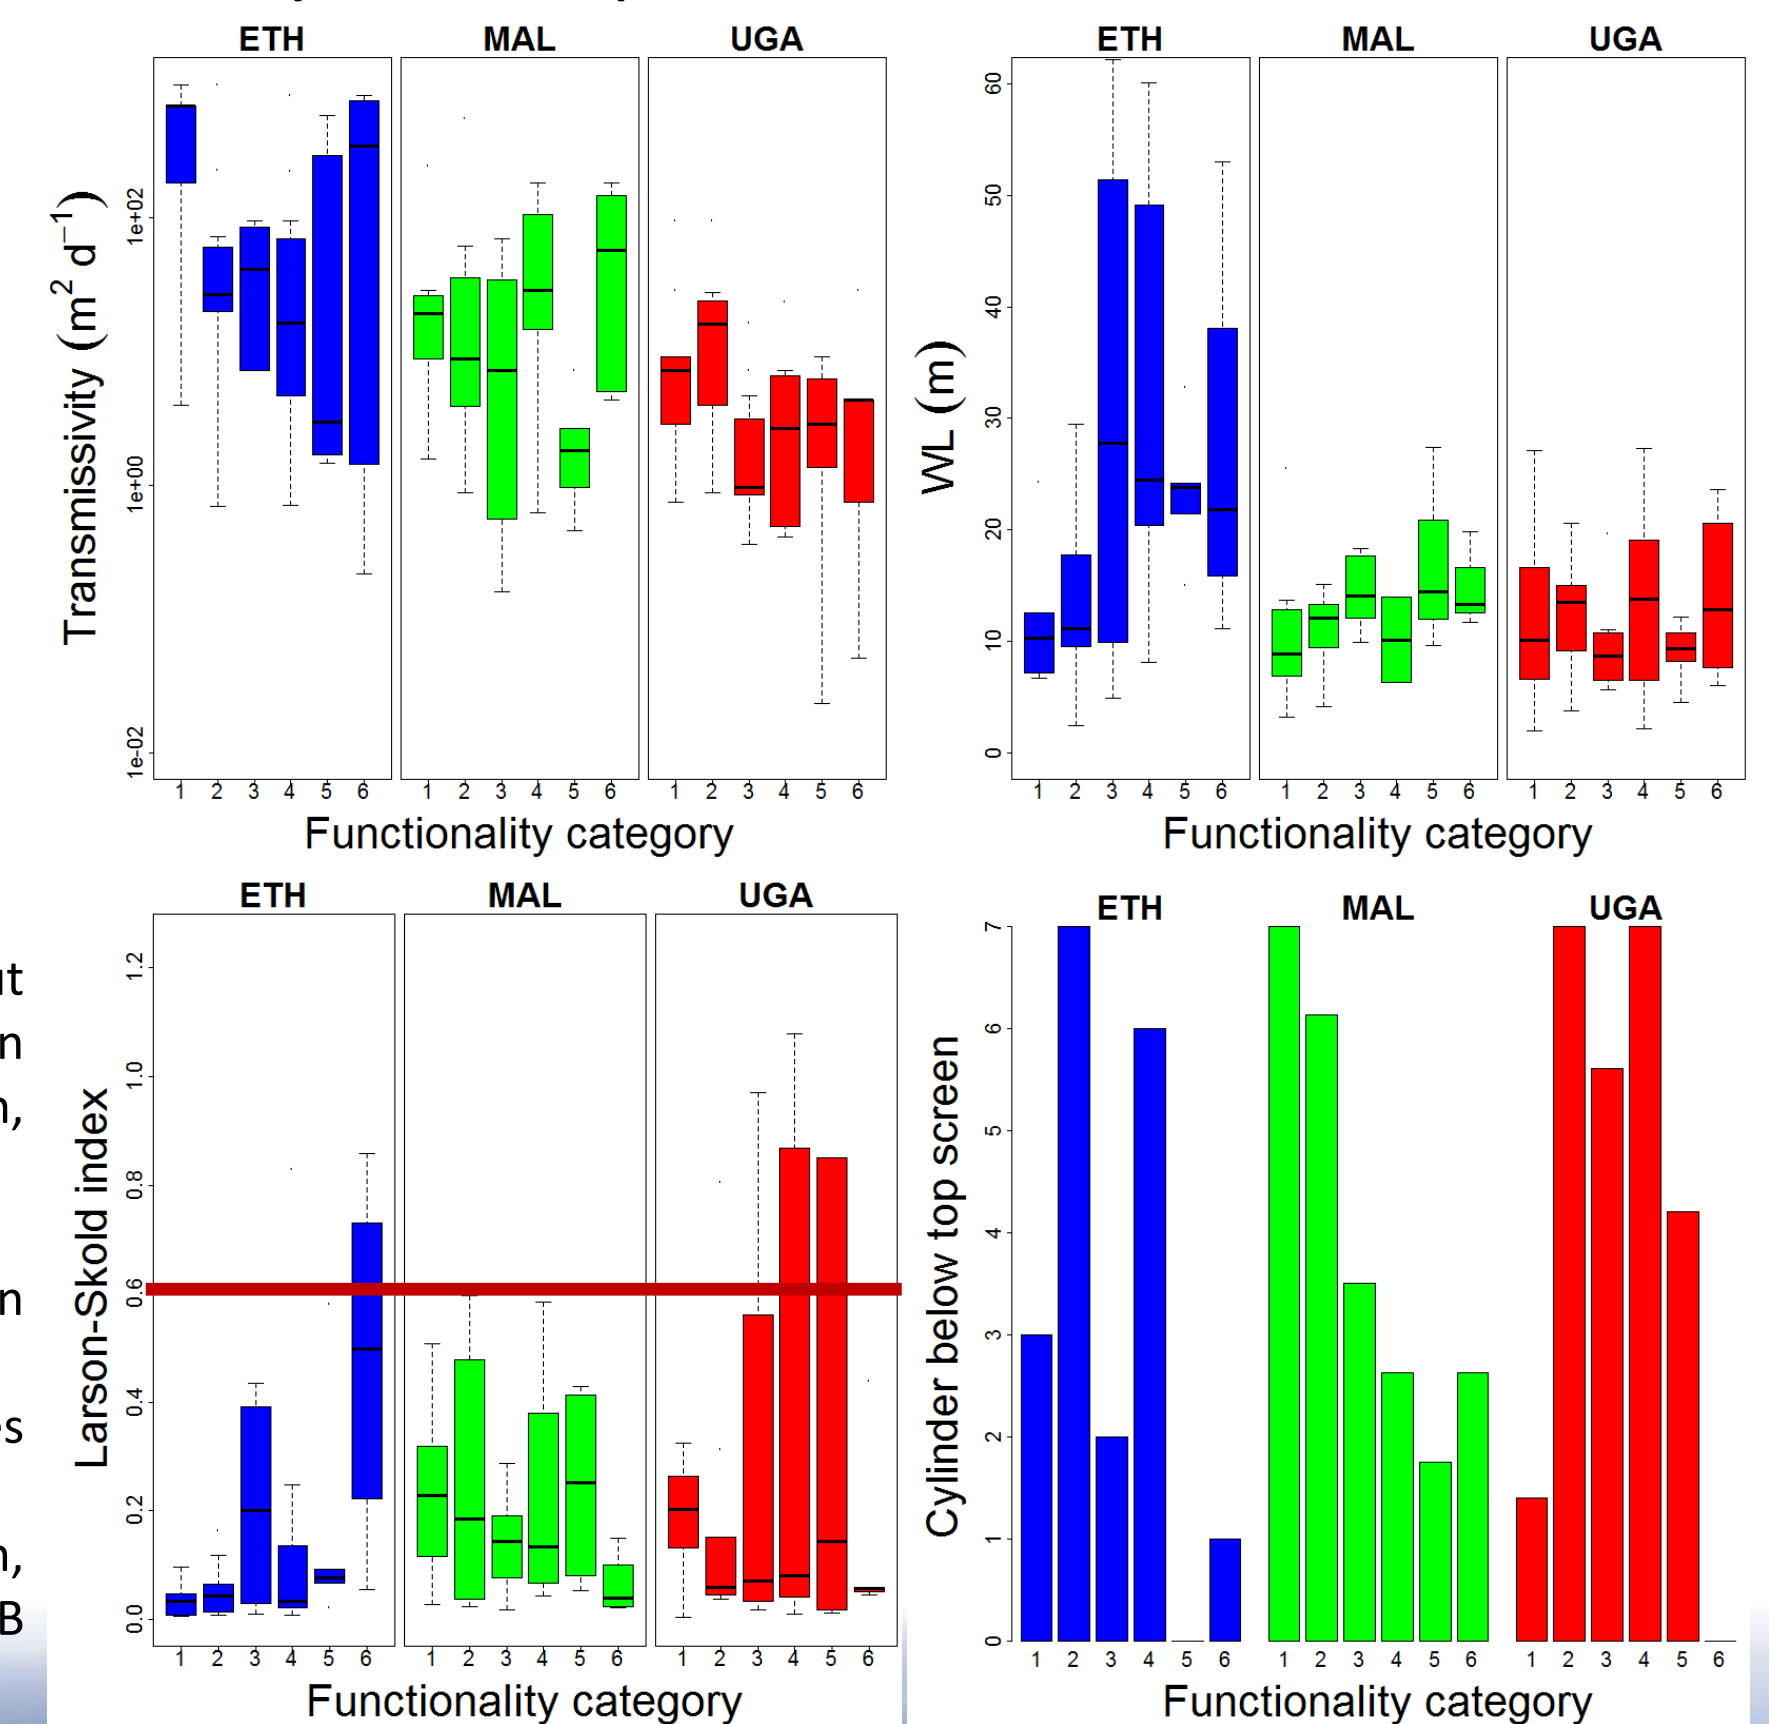 ETH MAL UGA
Transmissivity (m² d⁻¹)
1e+02
1e+00
1e-02
1 2 3 4 5 6 1 2 3 4 5 6 1 2 3 4 5 6
Functionality category
ETH MAL UGA
WL (m)
60
50
40
30
20
10
0
1 2 3 4 5 6 1 2 3 4 5 6 1 2 3 4 5 6
Functionality category
ETH MAL UGA
Larson-Skold index
1.2
1.0
0.8
0.6
0.4
0.2
0.0
1 2 3 4 5 6 1 2 3 4 5 6 1 2 3 4 5 6
Functionality category
ETH MAL UGA
Cylinder below top screen
7
6
5
4
3
2
1
0
1 2 3 4 5 6 1 2 3 4 5 6 1 2 3 4 5 6
Functionality category